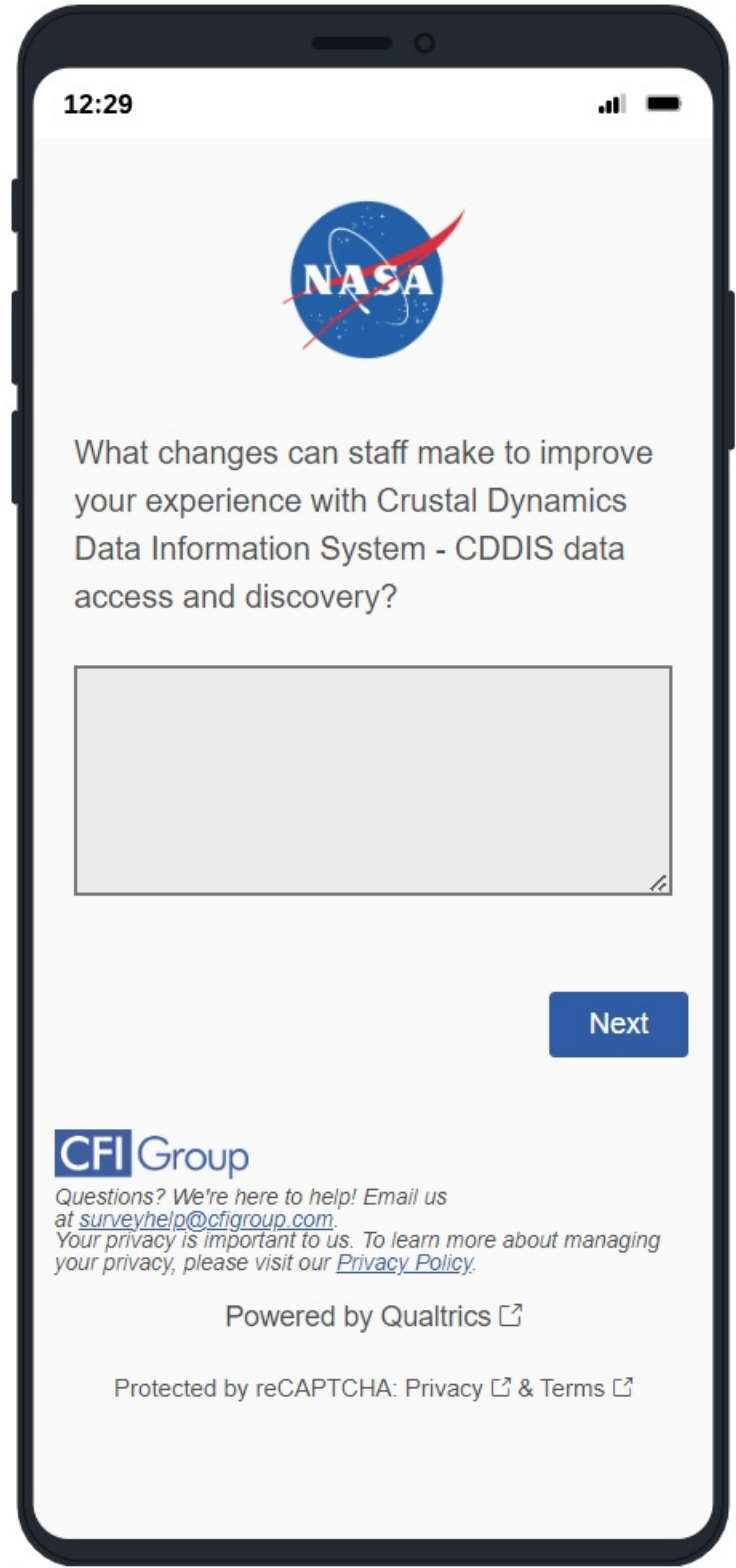 12:29
NASA
What changes can staff make to improve
your experience with Crustal Dynamics
Data Information System - CDDIS data
access and discovery?
Next
CFI Group
Questions? We're here to help! Email us
at surveyhelp@cfigroup.com.
Your privacy is important to us. To learn more about managing
your privacy, please visit our Privacy Policy.
Powered by Qualtrics
Protected by reCAPTCHA: Privacy & Terms